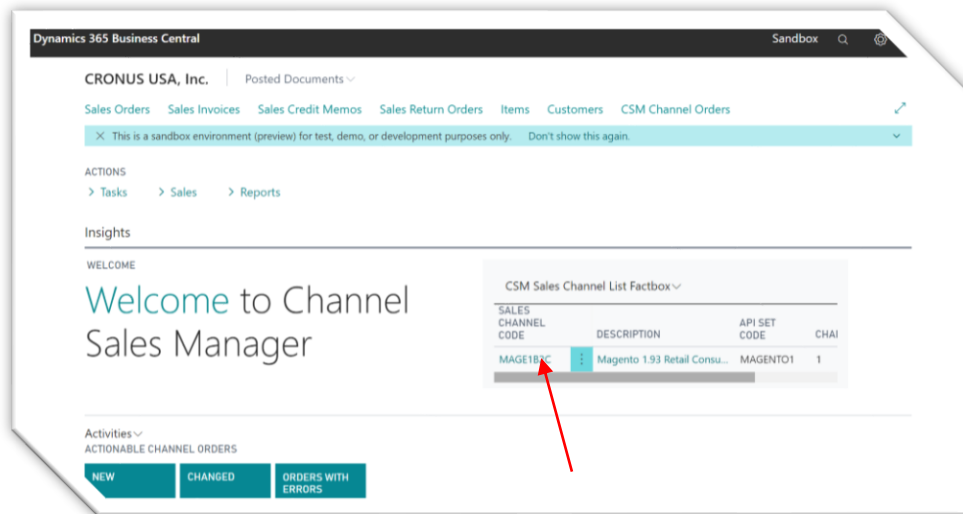 Dynamics 365 Business Central Sandbox
CRONUS USA, Inc. Posted Documents
Sales Orders Sales Invoices Sales Credit Memos Sales Return Orders Items Customers CSM Channel Orders
This is a sandbox environment (preview) for test, demo, or development purposes only. Don't show this again.
ACTIONS
> Tasks > Sales > Reports
Insights
WELCOME
Welcome to Channel
Sales Manager
CSM Sales Channel List Factbox
SALES
CHANNEL
CODE
DESCRIPTION
API SET
CODE
CHAI
MAGE1B2C Magento 1.93 Retail Consu... MAGENTO1 1
Activities
ACTIONABLE CHANNEL ORDERS
NEW CHANGED ORDERS WITH
ERRORS